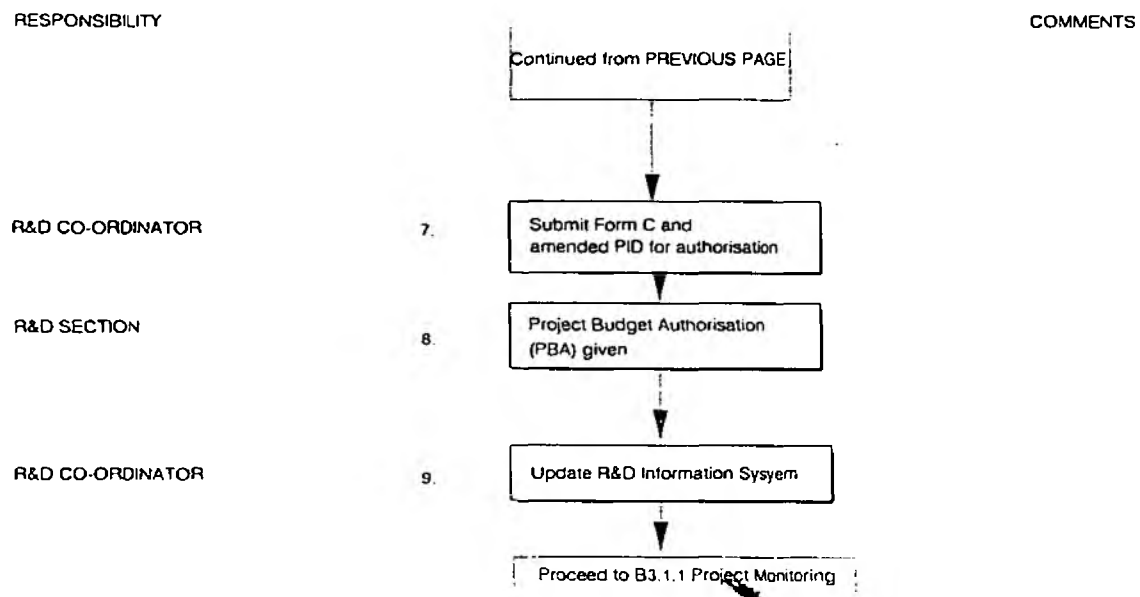 RESPONSIBILITY
COMMENTS
Continued from PREVIOUS PAGE
R&D CO-ORDINATOR
7.
Submit Form C and
amended PID for authorisation
R&D SECTION
8.
Project Budget Authorisation
(PBA) given
R&D CO-ORDINATOR
9.
Update R&D Information Sysyem
Proceed to B3.1.1 Project Monitoring